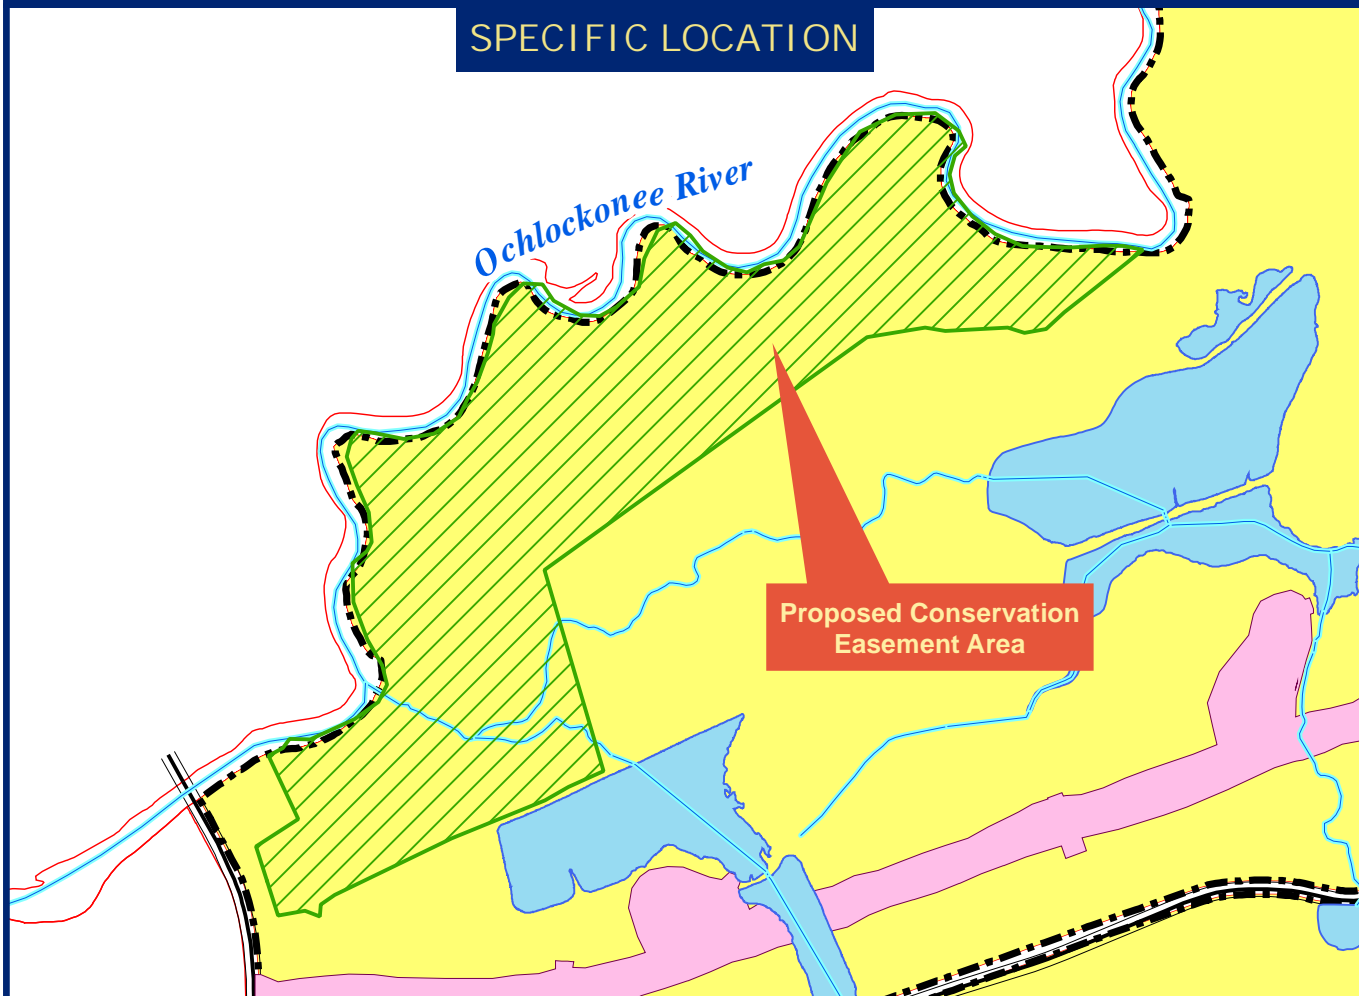 SPECIFIC LOCATION
Ochlockonee River
Proposed Conservation
Easement Area